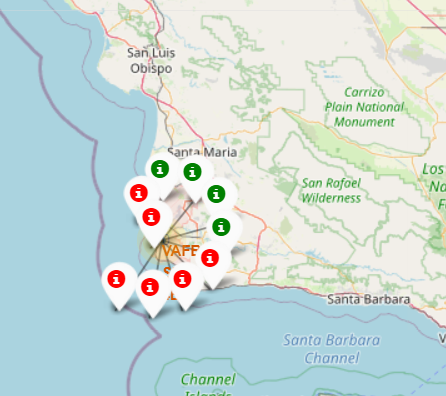 San Luis
Obispo
Carrizo
Plain National
Monument
Santa Maria
Los
San Rafael
Wilderness
Santa Barbara
Santa Barbara
Channel
Channel